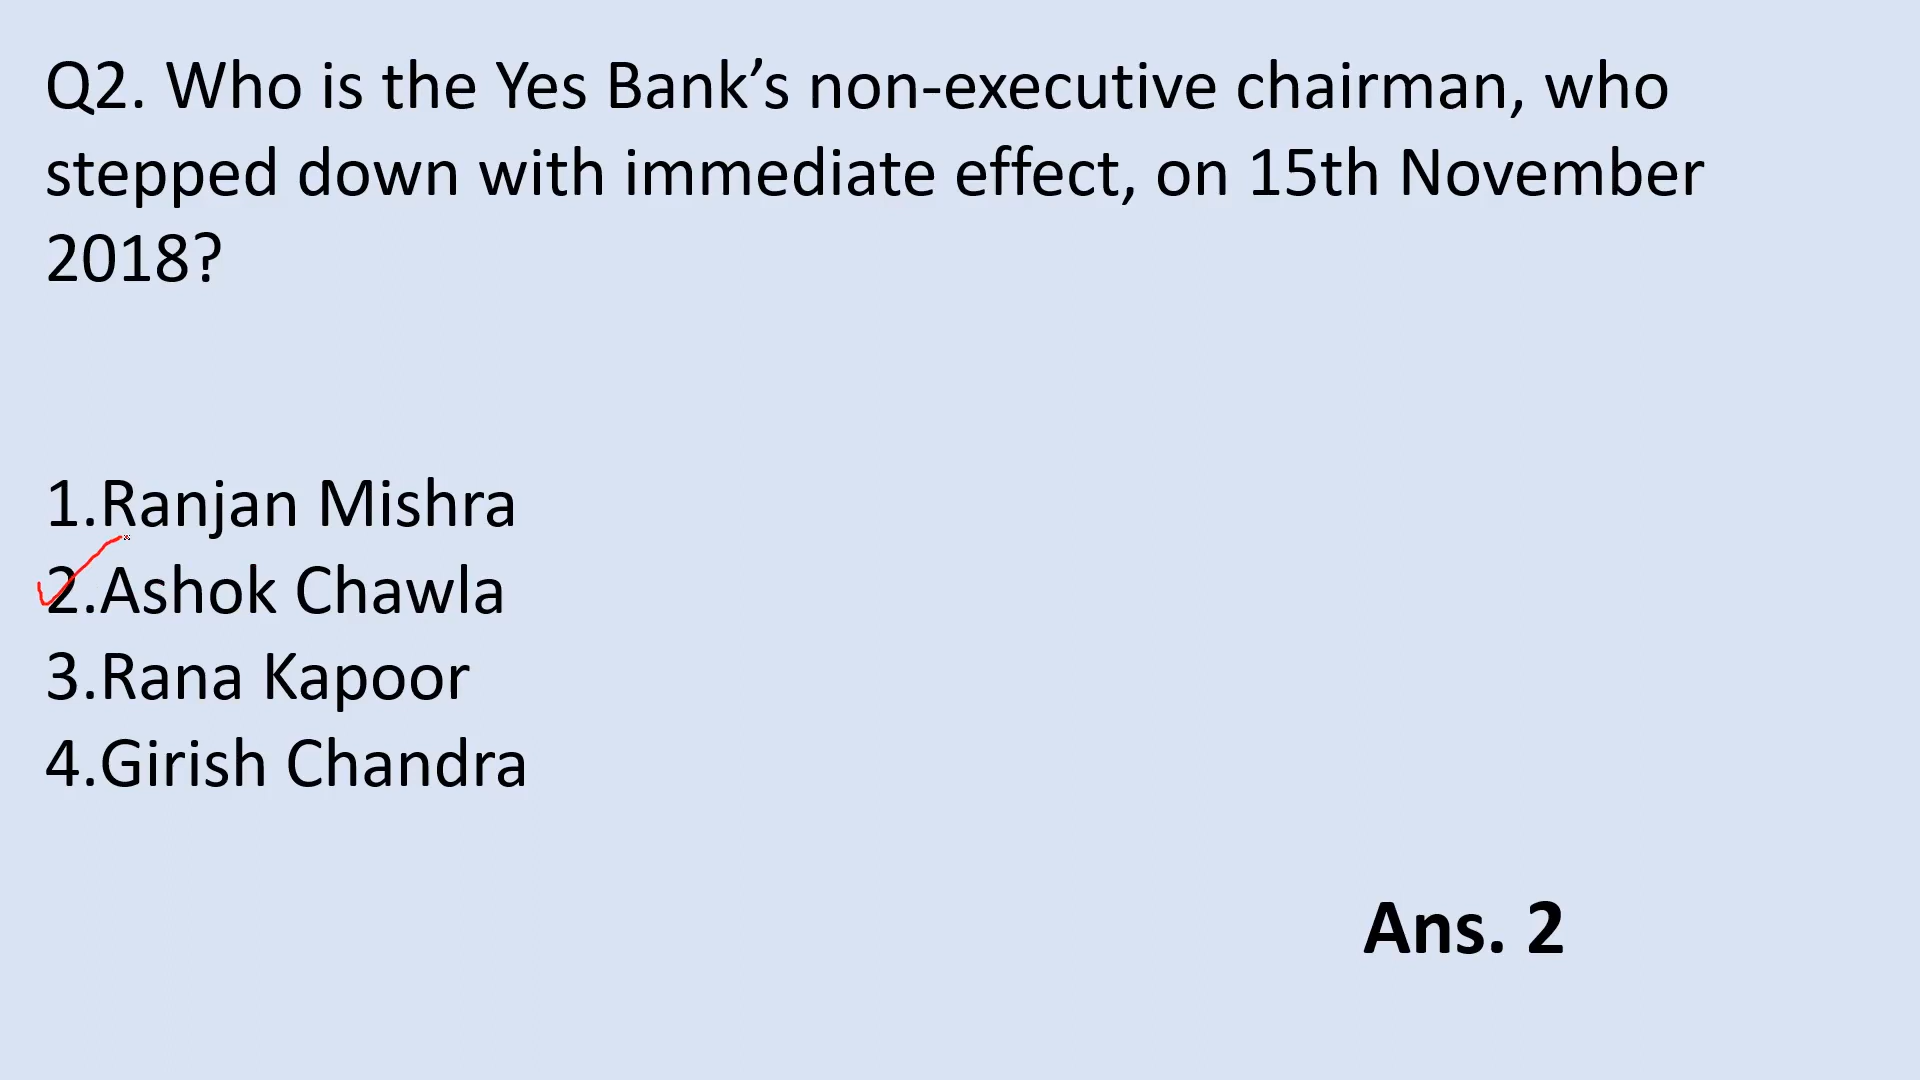 Q2. Who is the Yes Bank’s non-executive chairman, who
stepped down with immediate effect, on 15th November
2018?
1.Ranjan Mishra
2.Ashok Chawla
3.Rana Kapoor
4.Girish Chandra
Ans. 2